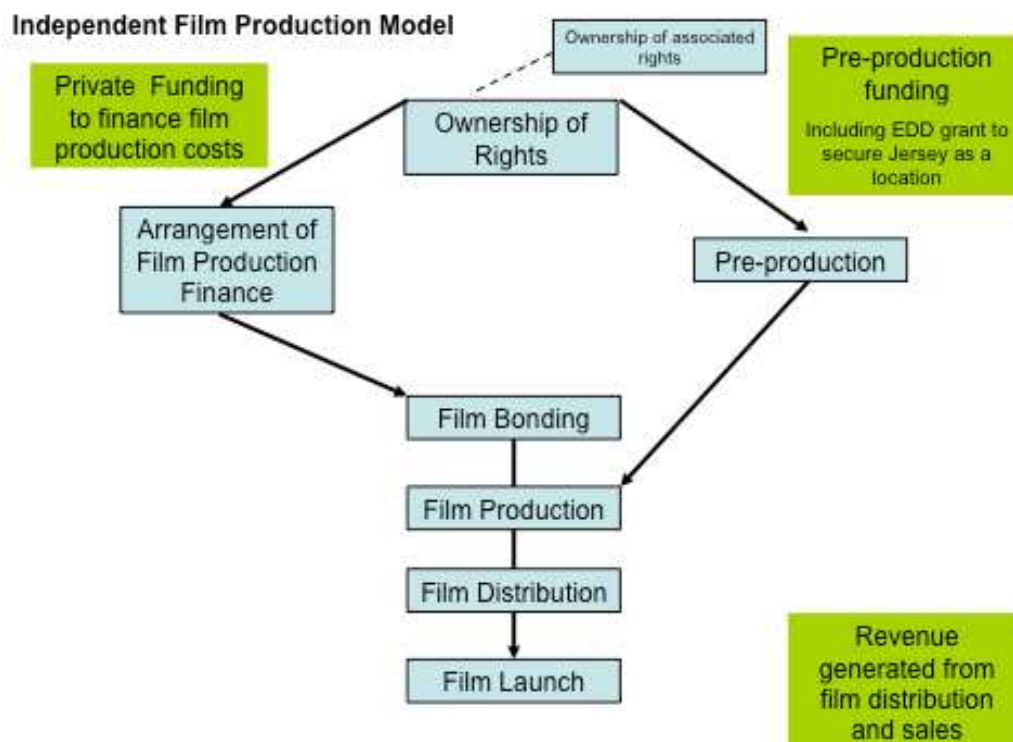 Independent Film Production Model
Ownership of associated
rights
Private Funding
to finance film
production costs
Pre-production
funding
Including EDD grant to
secure Jersey as a
location
Ownership of
Rights
Arrangement of
Film Production
Finance
Pre-production
Film Bonding
Film Production
Film Distribution
Film Launch
Revenue
generated from
film distribution
and sales